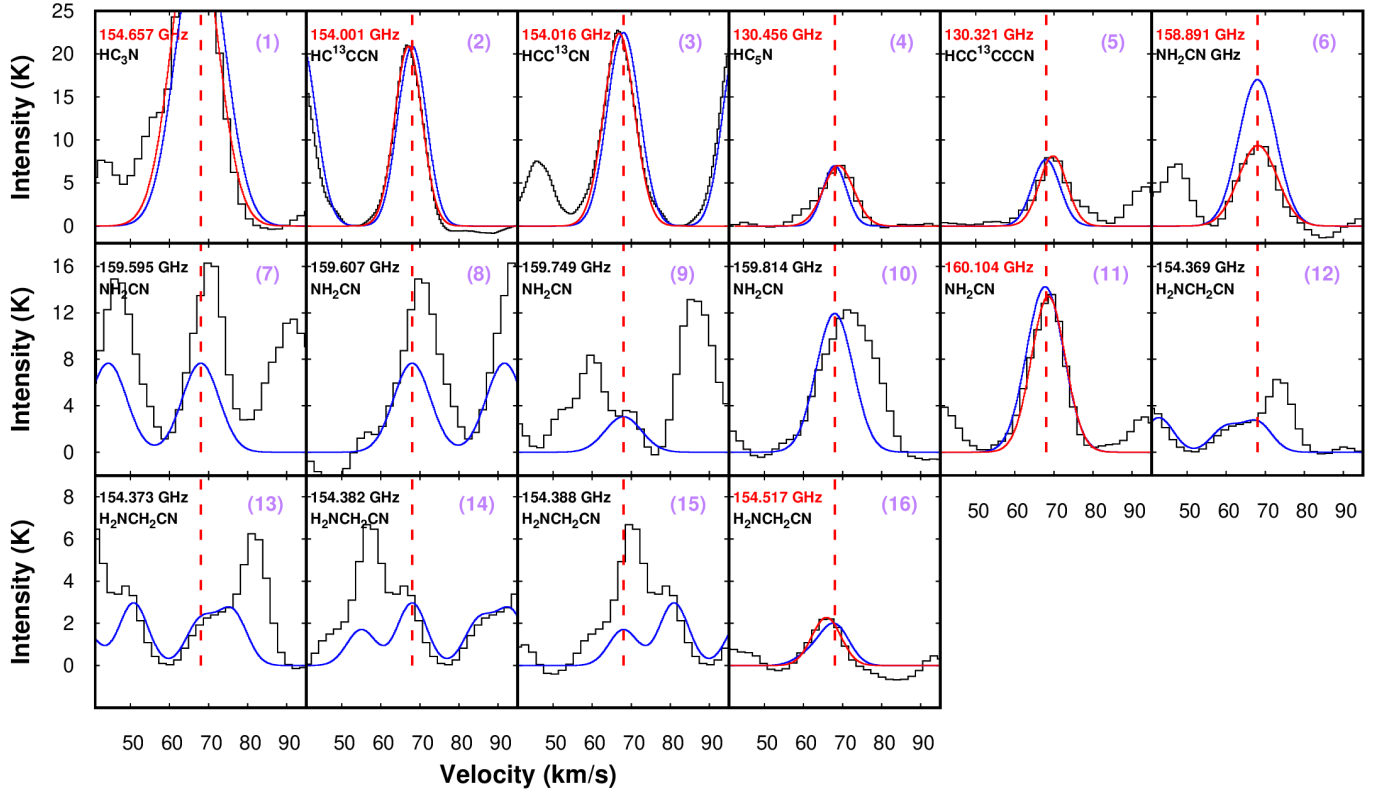 25
20
15
10
5
0
Intensity (K)
154.657 GHz
HC₃N
(1)
154.001 GHz
HC¹³CCN
(2)
154.016 GHz
HCC¹³CN
(3)
130.456 GHz
HC₅N
(4)
130.321 GHz
HCC¹³CCCN
(5)
158.891 GHz
NH₂CN GHz
(6)
16
12
8
4
0
Intensity (K)
159.595 GHz
NH₂CN
(7)
159.607 GHz
NH₂CN
(8)
159.749 GHz
NH₂CN
(9)
159.814 GHz
NH₂CN
(10)
160.104 GHz
NH₂CN
(11)
154.369 GHz
H₂NCH₂CN
(12)
50 60 70 80 90
50 60 70 80 90
8
6
4
2
0
Intensity (K)
154.373 GHz
H₂NCH₂CN
(13)
154.382 GHz
H₂NCH₂CN
(14)
154.388 GHz
H₂NCH₂CN
(15)
154.517 GHz
H₂NCH₂CN
(16)
50 60 70 80 90
50 60 70 80 90
50 60 70 80 90
50 60 70 80 90
Velocity (km/s)